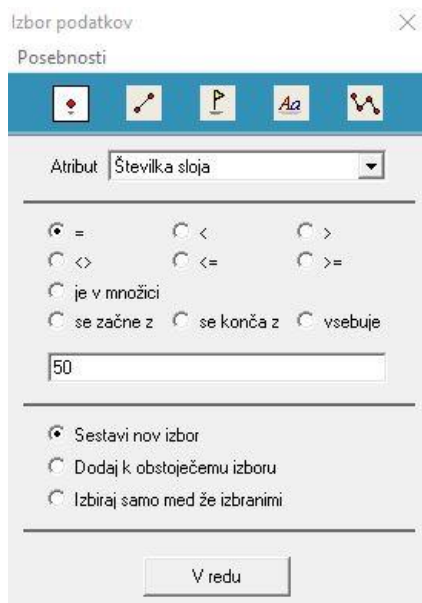 Izbor podatkov
Posebnosti
Aa
Atribut Številka sloja
= < >
<> <= >=
je v množici
se začne z se konča z vsebuje
50
Sestavi nov izbor
Dodaj k obstoječemu izboru
Izbiraj samo med že izbranimi
V redu